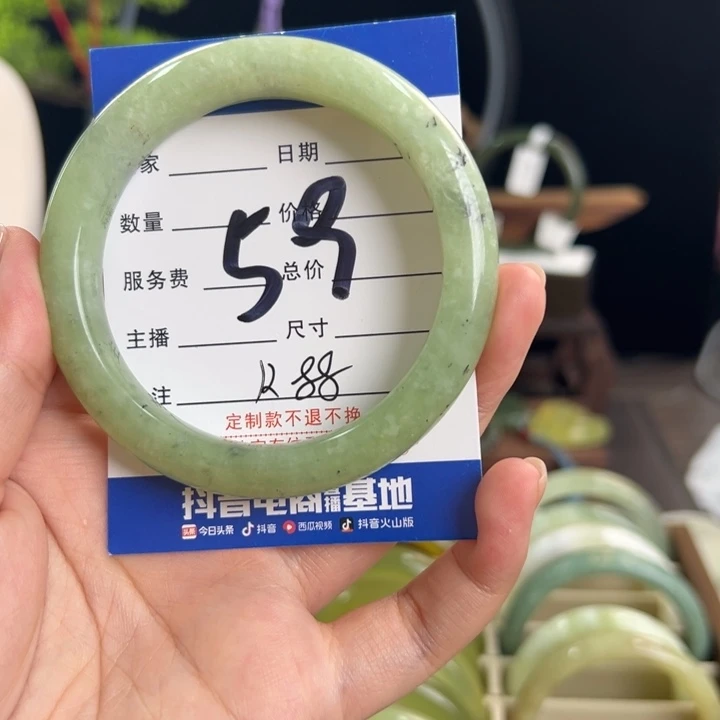 家 日期
数量 价格
59
服务费 总价
主播 尺寸
注 R 88
定制款不退不换
抖音电商直播基地
今日头条 抖音 西瓜视频 抖音火山版